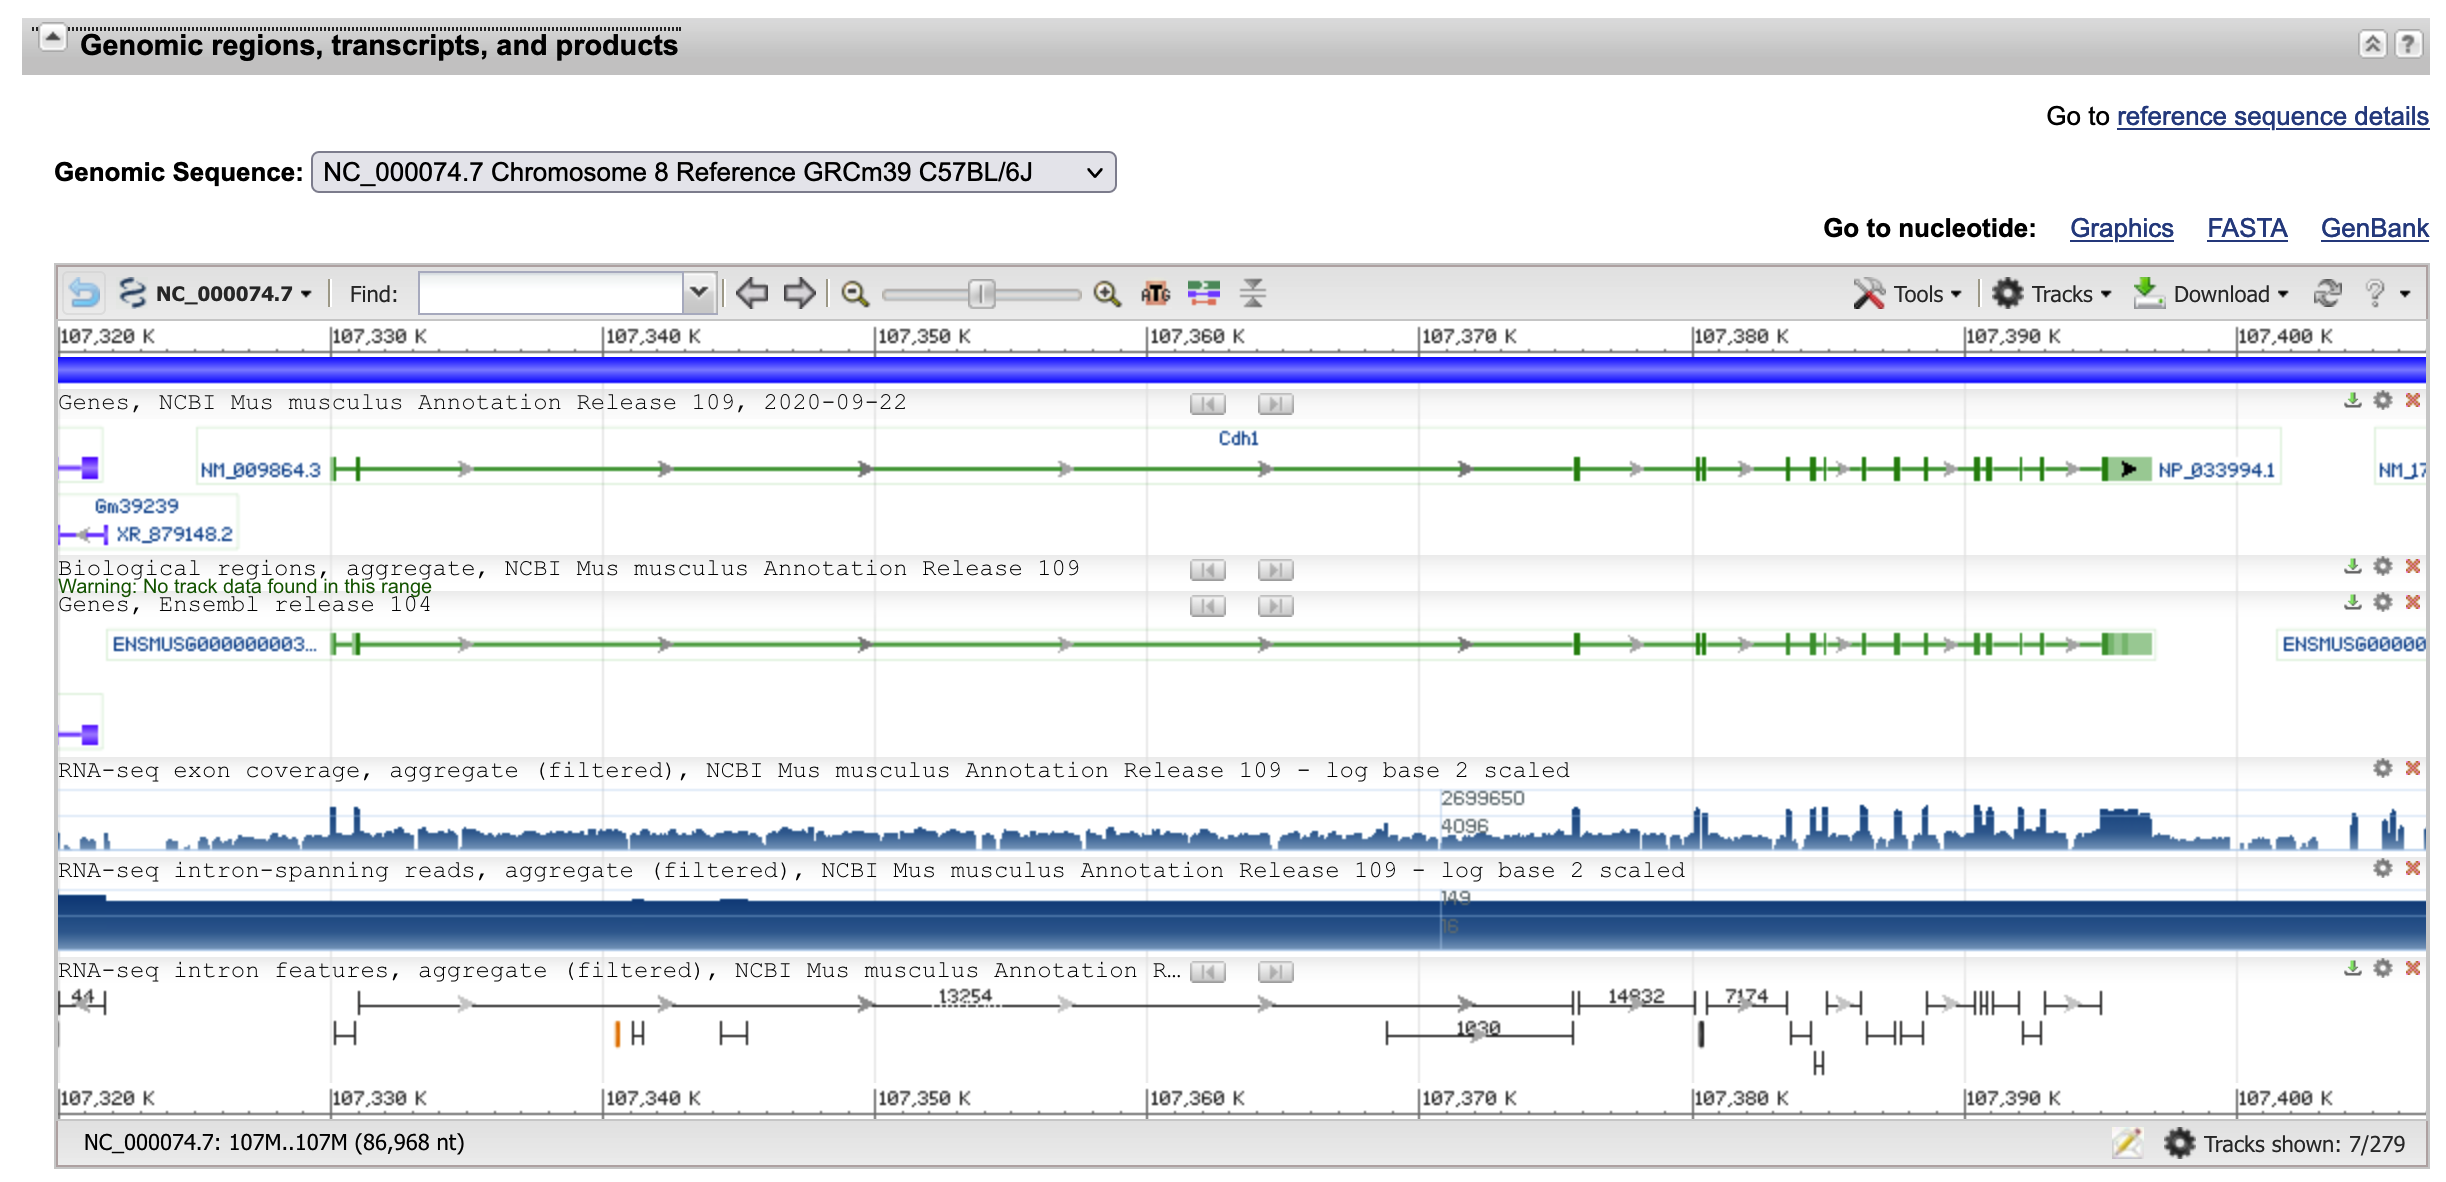 Genomic regions, transcripts, and products
Go to reference sequence details
Genomic Sequence: NC_000074.7 Chromosome 8 Reference GRCm39 C57BL/6J
Go to nucleotide: Graphics FASTA GenBank
NC_000074.7 Find: ATG Tools Tracks Download ?
107,320 K 107,330 K 107,340 K 107,350 K 107,360 K 107,370 K 107,380 K 107,390 K 107,400 K
Genes, NCBI Mus musculus Annotation Release 109, 2020-09-22
Cdh1
NM_009864.3 NP_033994.1 NM_17
Gm39239
XR_879148.2
Biological regions, aggregate, NCBI Mus musculus Annotation Release 109
Warning: No track data found in this range
Genes, Ensembl release 104
ENSMUSG000000003... ENSMUSG00000
RNA-seq exon coverage, aggregate (filtered), NCBI Mus musculus Annotation Release 109 - log base 2 scaled
2699650
4096
RNA-seq intron-spanning reads, aggregate (filtered), NCBI Mus musculus Annotation Release 109 - log base 2 scaled
149
16
RNA-seq intron features, aggregate (filtered), NCBI Mus musculus Annotation R...
44 13254 14832 7174
1030
107,320 K 107,330 K 107,340 K 107,350 K 107,360 K 107,370 K 107,380 K 107,390 K 107,400 K
NC_000074.7: 107M..107M (86,968 nt) Tracks shown: 7/279